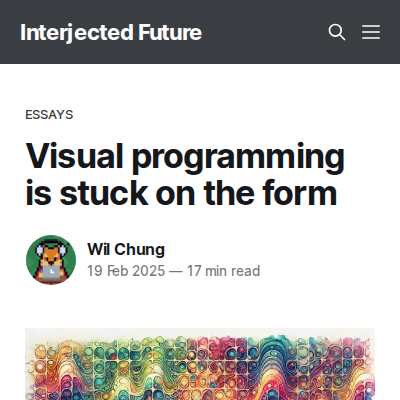 Interjected Future
ESSAYS
Visual programming
is stuck on the form
Wil Chung
19 Feb 2025 — 17 min read